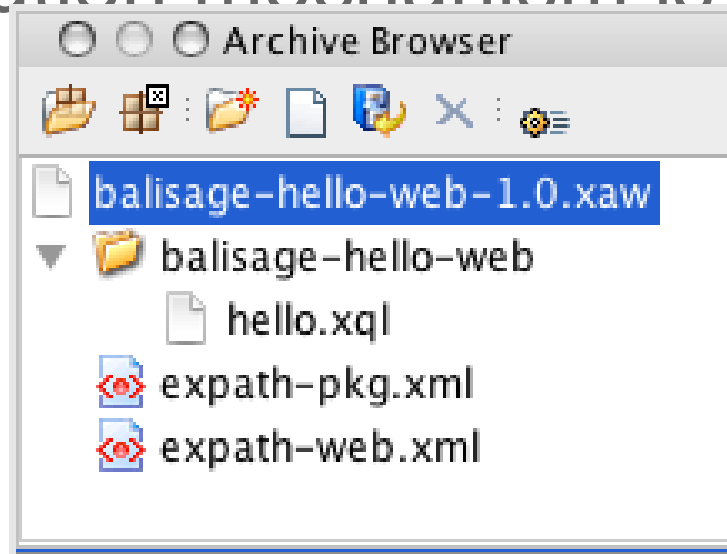 Archive Browser
balisage-hello-web-1.0.xaw
balisage-hello-web
hello.xql
expath-pkg.xml
expath-web.xml